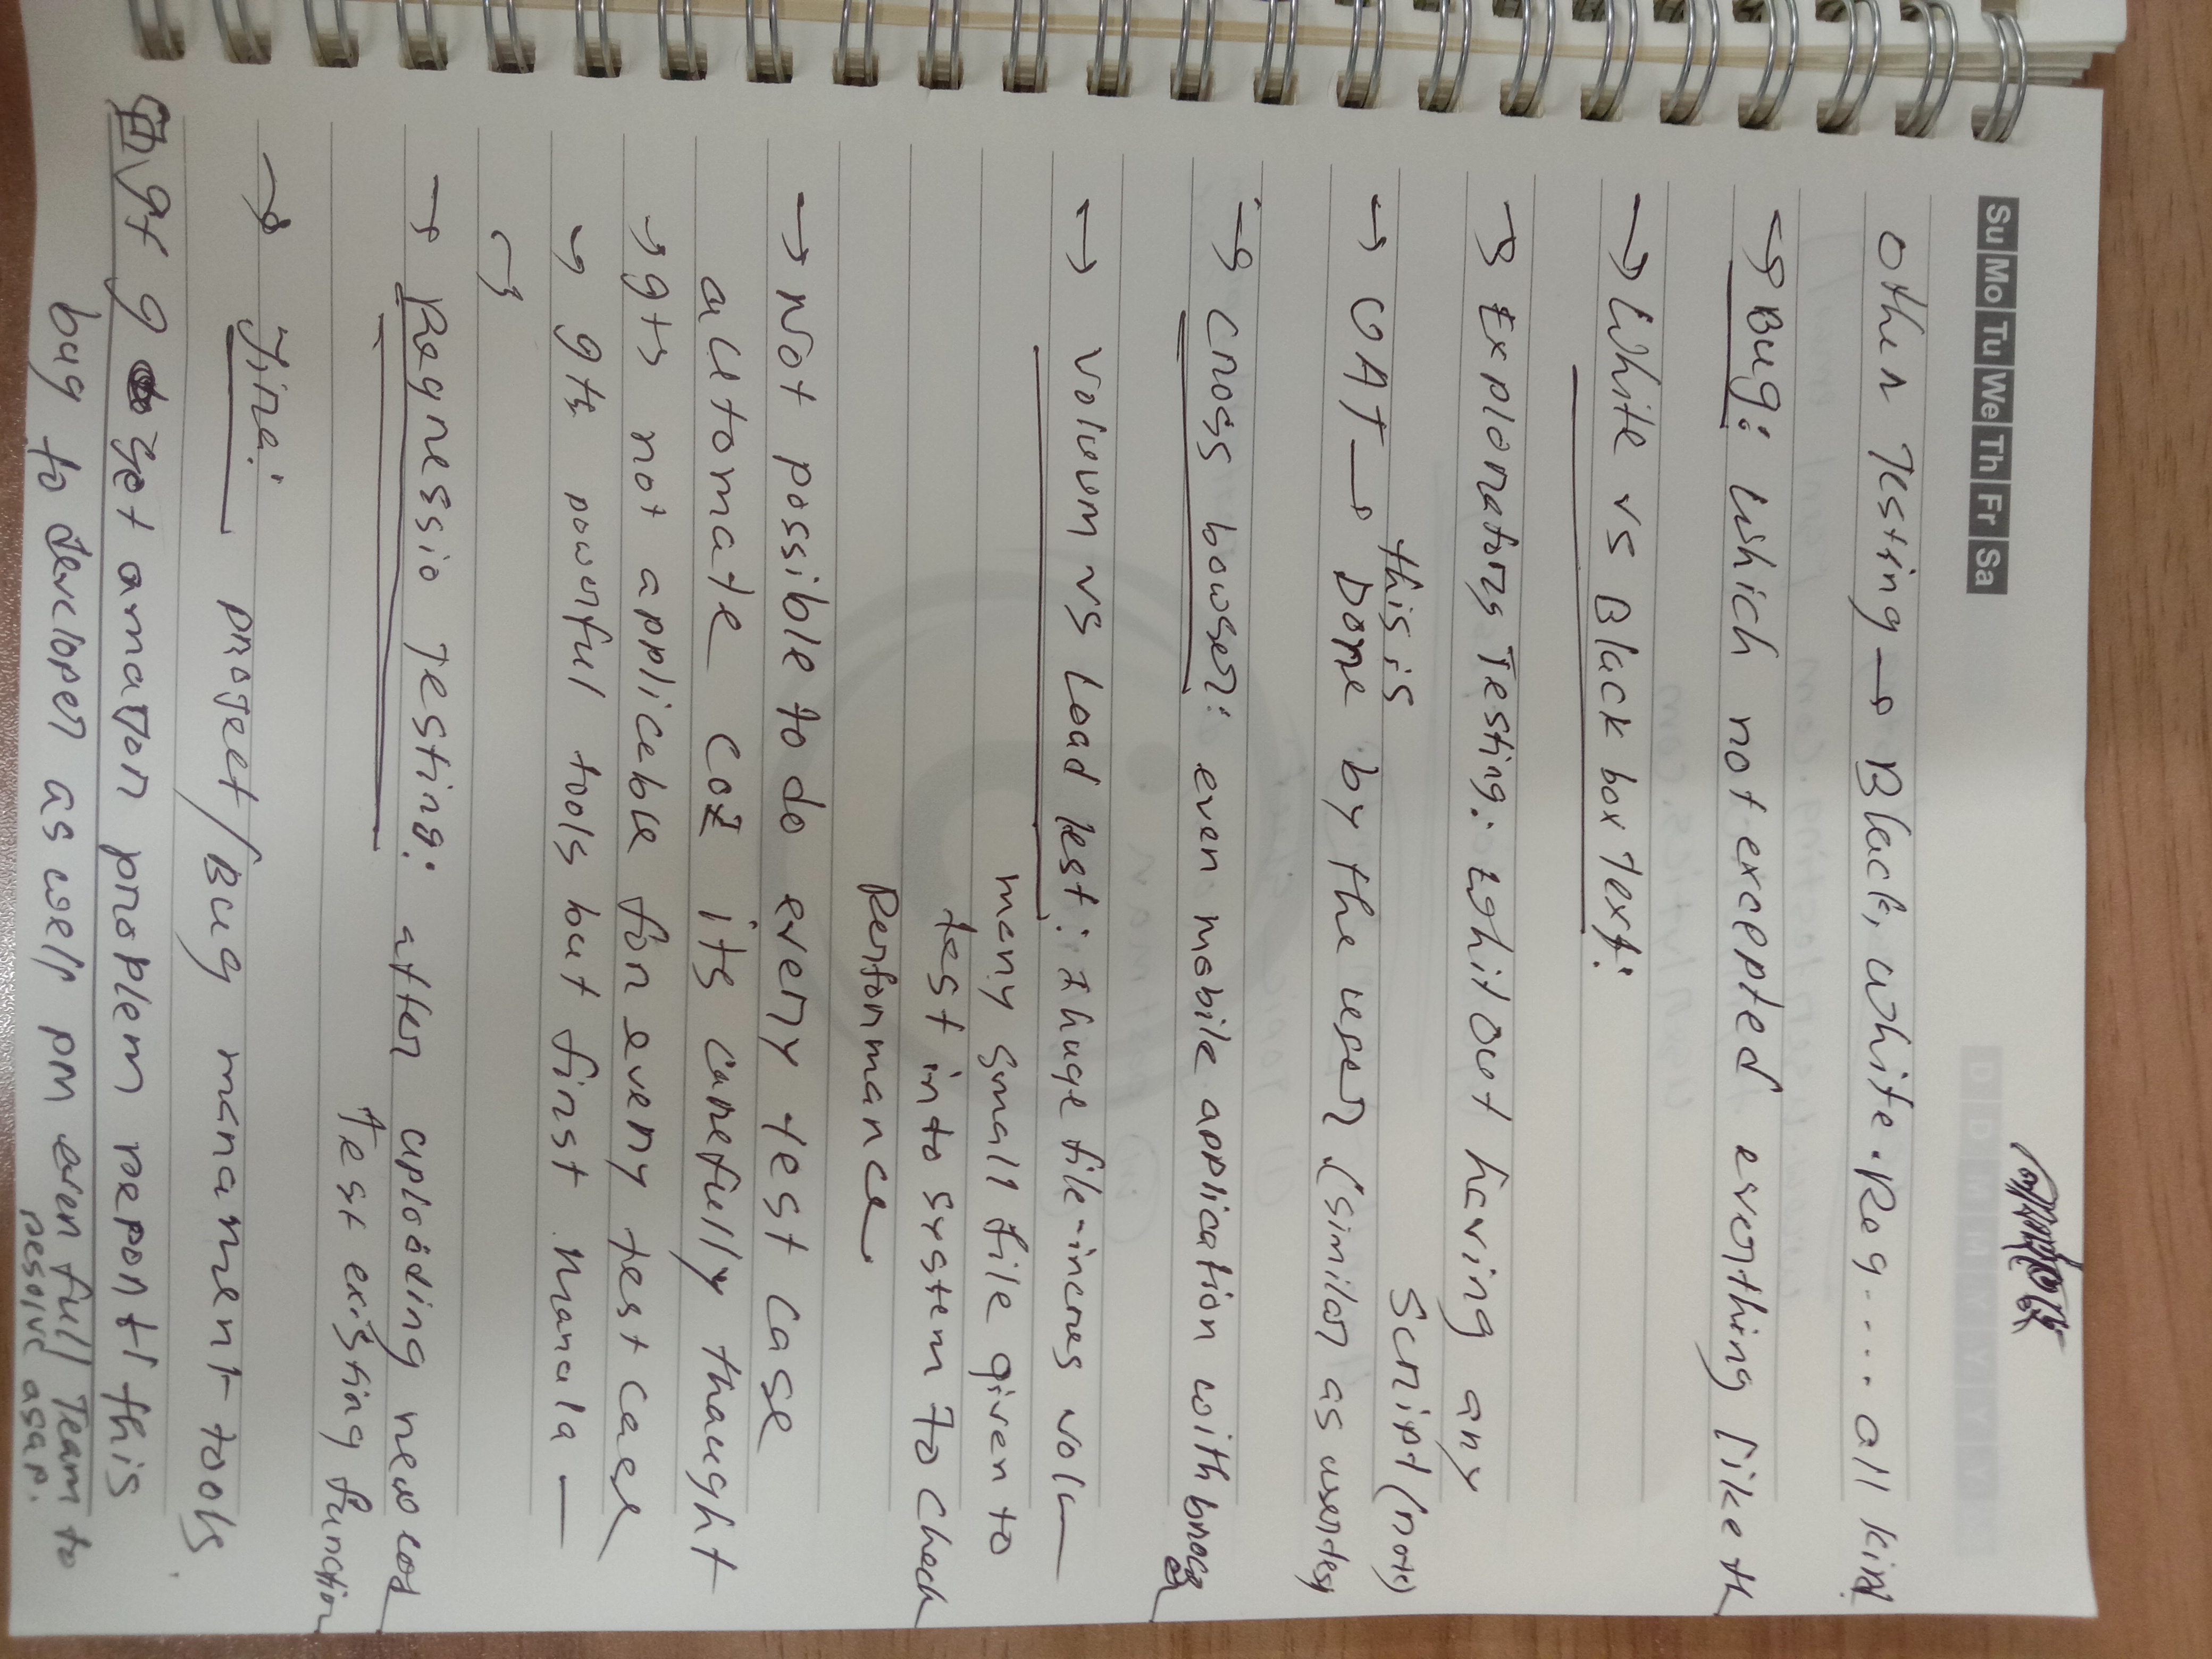 Su Mo Tu We Th Fr Sa
D D M M Y Y Y Y
other Testing → Black, white. Reg.... all kind
→ Bug: which not excepted everthing like th
→ White vs Black box Text:
→ Exploratory Testing: whitout having any
script (note)
this is
→ UAT → Done by the user (similar as usertest
→ cross bowser: even mobile application with
→ voluum vs Load test: 1 huge file-incres volu
many small file given to
test into system to check
Performance
→ Not possible to do every test case
automate coz its carefully thaught
→ Its not applicable for every test case
→ Its powerful tools but first Manala —
→
→ Regressio Testing: after uploading new cod
Test existing function
→ Jira: project/Bug manament tools
If I get amazon problem report this
bug to developer as well pm even full Team to
resolve asap.